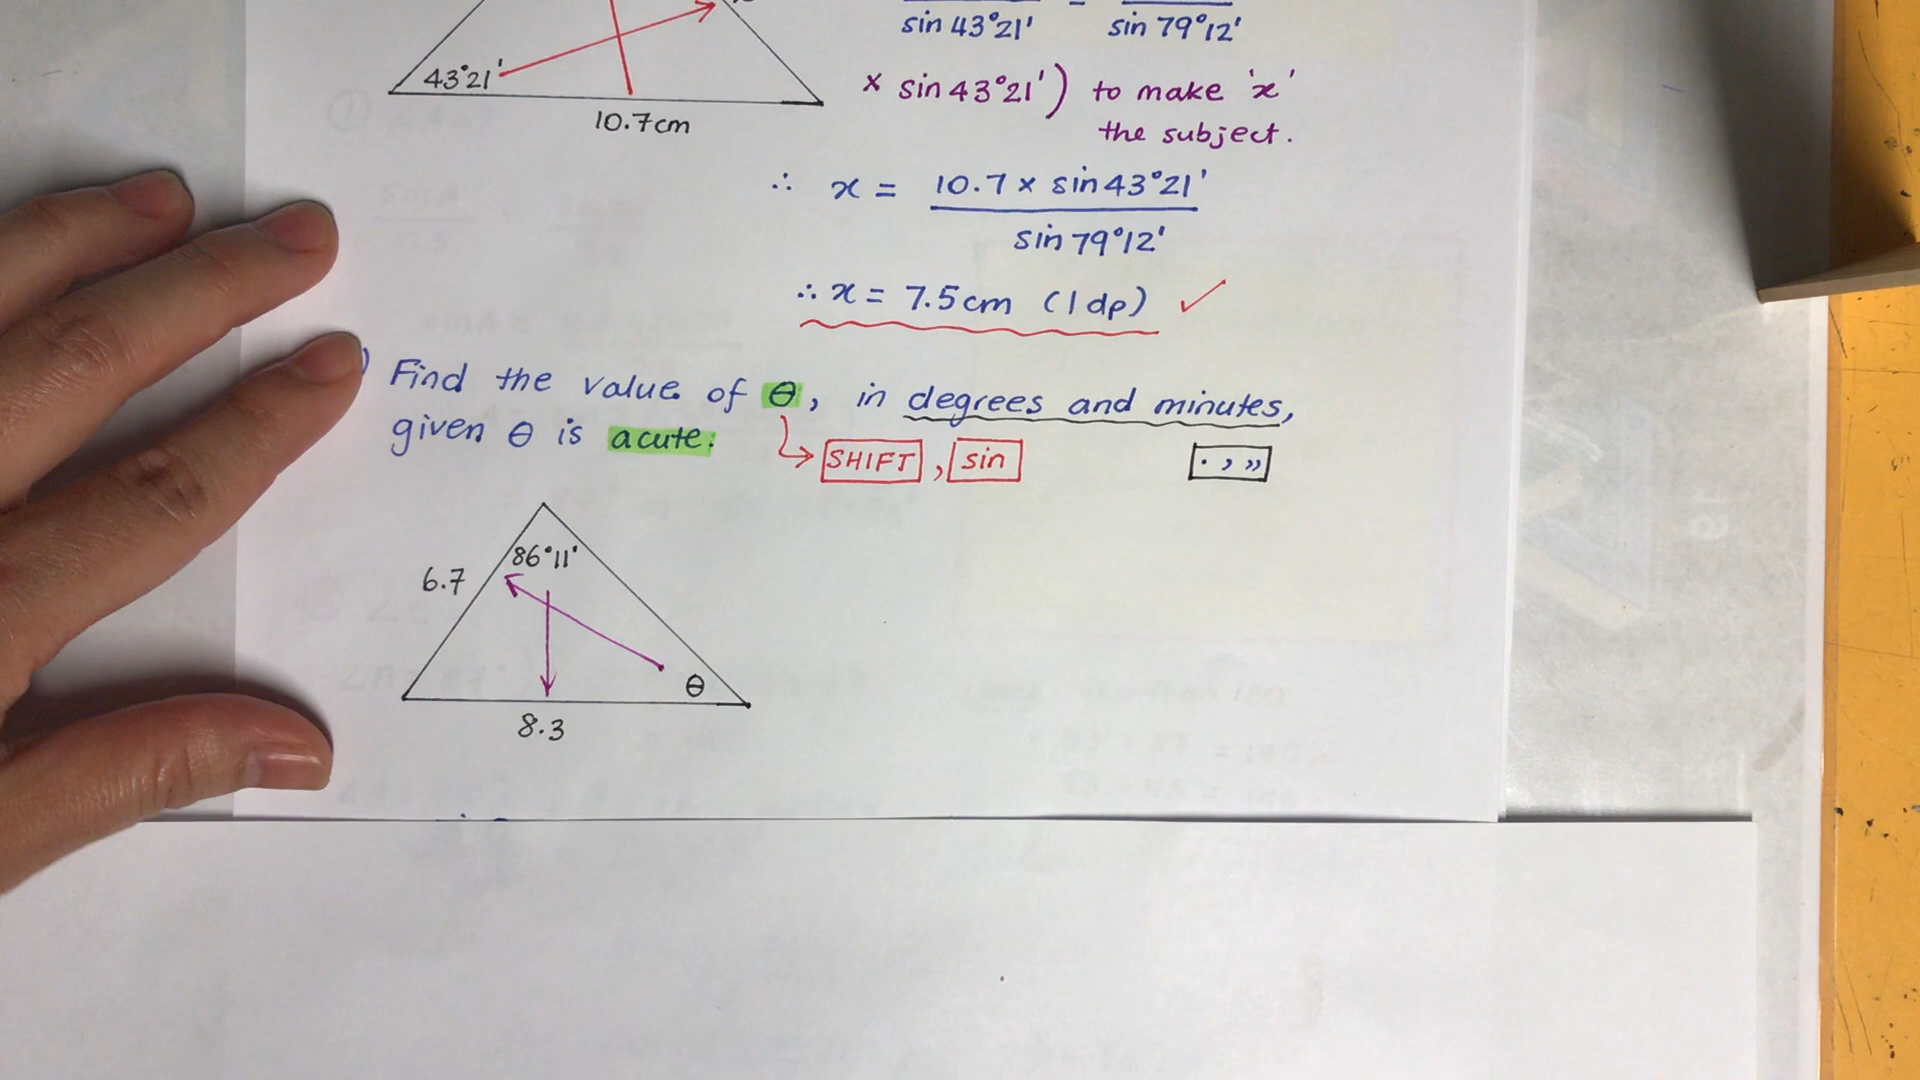 sin 43°21' = sin 79°12'
43°21'
× sin 43°21') to make 'x'
the subject.
10.7cm
∴ x = 10.7 × sin 43°21'
sin 79°12'
∴ x = 7.5cm (1 dp) ✓
) Find the value of θ, in degrees and minutes,
given θ is acute.
SHIFT , sin
. , ,,
86°11'
6.7
θ
8.3